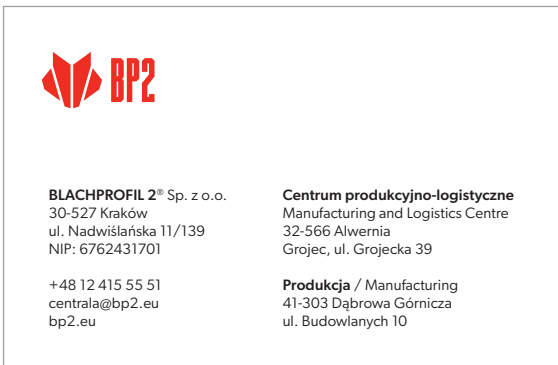 BP2
BLACHPROFIL 2® Sp. z o.o.
30-527 Kraków
ul. Nadwiślańska 11/139
NIP: 6762431701
+48 12 415 55 51
centrala@bp2.eu
bp2.eu
Centrum produkcyjno-logistyczne
Manufacturing and Logistics Centre
32-566 Alwernia
Grojec, ul. Grojecka 39
Produkcja / Manufacturing
41-303 Dąbrowa Górnicza
ul. Budowlanych 10